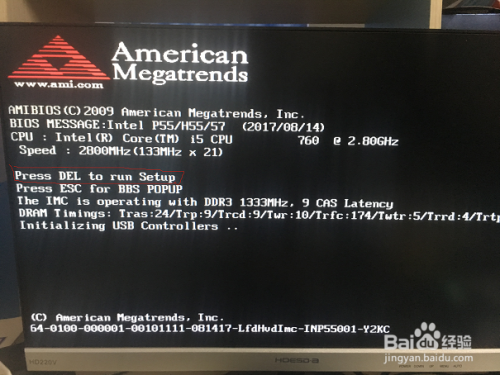 American
Megatrends
www.ami.com
AMIBIOS(C)2009 American Megatrends, Inc.
BIOS MESSAGE:Intel P55/H55/57 (2017/08/14)
CPU : Intel(R) Core(TM) i5 CPU 760 @ 2.80GHz
Speed : 2800MHz(133MHz x 21)
Press DEL to run Setup
Press ESC for BBS POPUP
The IMC is operating with DDR3 1333MHz, 9 CAS Latency
DRAM Timings: Tras:24/Trp:9/Trcd:9/Twr:10/Trfc:174/Twtr:5/Trrd:4/Trtp
Initializing USB Controllers ..
(C) American Megatrends, Inc.
64-0100-000001-00101111-081417-LfdHvdImc-INP55001-Y2KC
Baidu 经验
jingyan.baidu.com